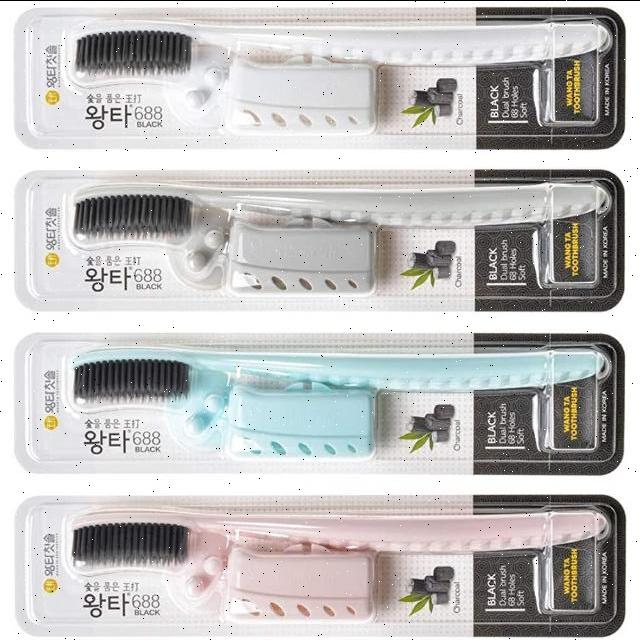 왕타칫솔
숯을 품은 王打
왕타 688
BLACK
Charcoal
BLACK
Dual brush
68 Holes
Soft
WANG TA
TOOTHBRUSH
MADE IN KOREA
왕타칫솔
숯을 품은 王打
왕타 688
BLACK
Charcoal
BLACK
Dual brush
68 Holes
Soft
WANG TA
TOOTHBRUSH
MADE IN KOREA
왕타칫솔
숯을 품은 王打
왕타 688
BLACK
Charcoal
BLACK
Dual brush
68 Holes
Soft
WANG TA
TOOTHBRUSH
MADE IN KOREA
왕타칫솔
숯을 품은 王打
왕타 688
BLACK
Charcoal
BLACK
Dual brush
68 Holes
Soft
WANG TA
TOOTHBRUSH
MADE IN KOREA